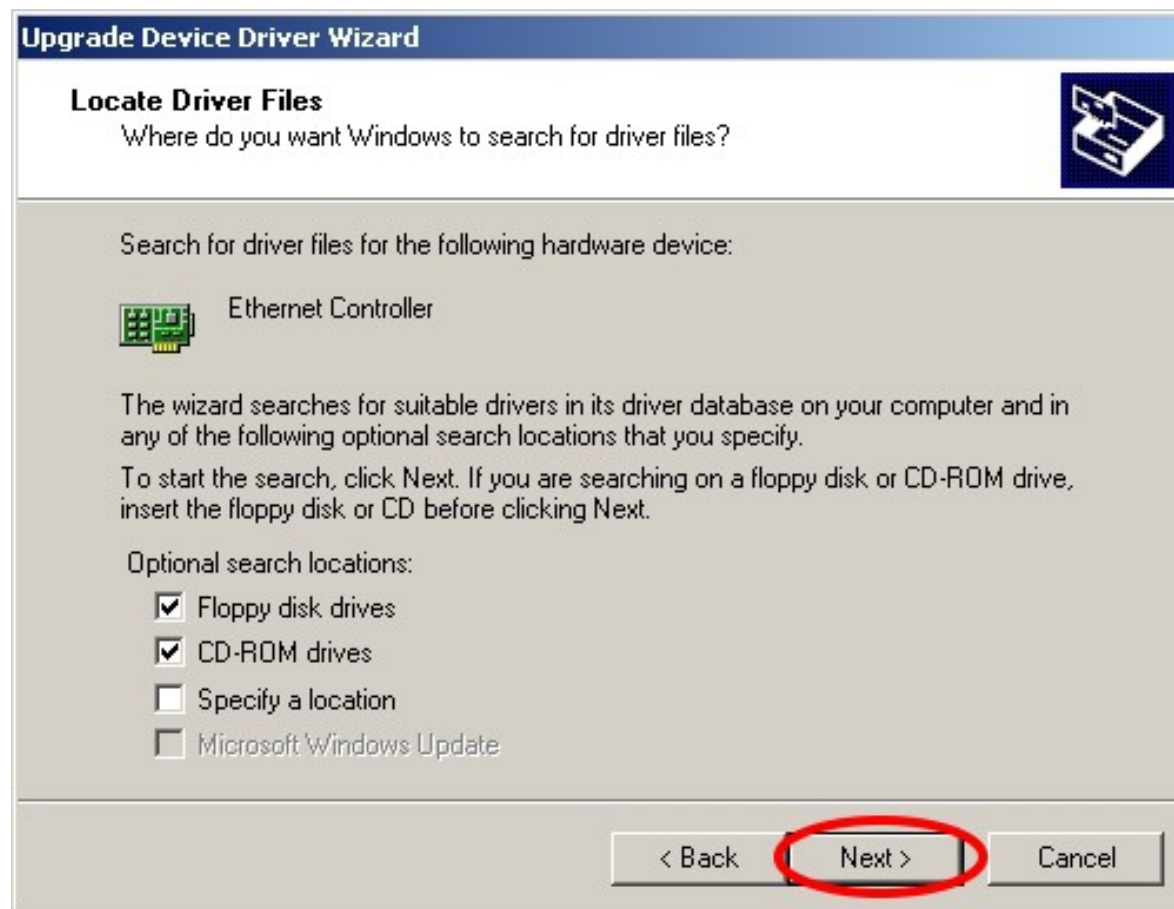 Upgrade Device Driver Wizard
Locate Driver Files
Where do you want Windows to search for driver files?
Search for driver files for the following hardware device:
Ethernet Controller
The wizard searches for suitable drivers in its driver database on your computer and in
any of the following optional search locations that you specify.
To start the search, click Next. If you are searching on a floppy disk or CD-ROM drive,
insert the floppy disk or CD before clicking Next.
Optional search locations:
Floppy disk drives
CD-ROM drives
Specify a location
Microsoft Windows Update
< Back Next > Cancel